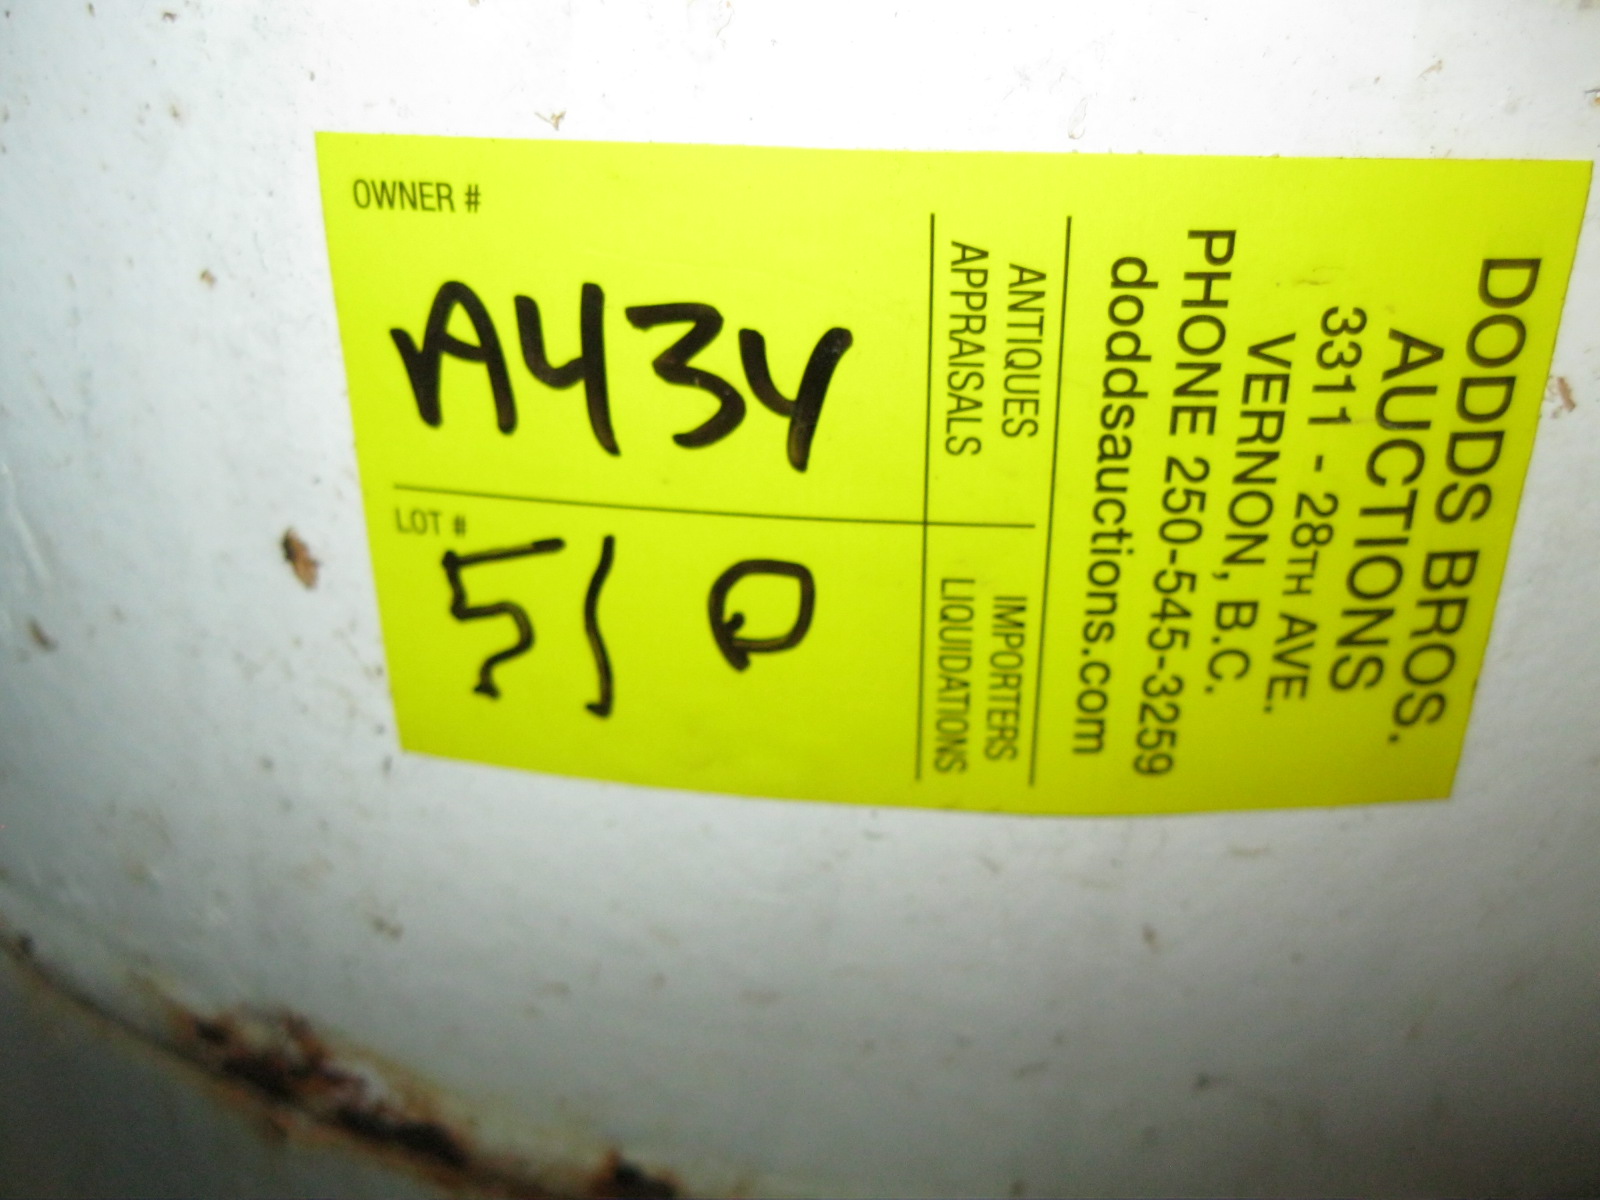 DODDS BROS.
AUCTIONS
3311 - 28TH AVE.
VERNON, B.C.
PHONE 250-545-3259
doddsauctions.com
ANTIQUES
APPRAISALS
IMPORTERS
LIQUIDATIONS
OWNER #
A434
LOT #
510